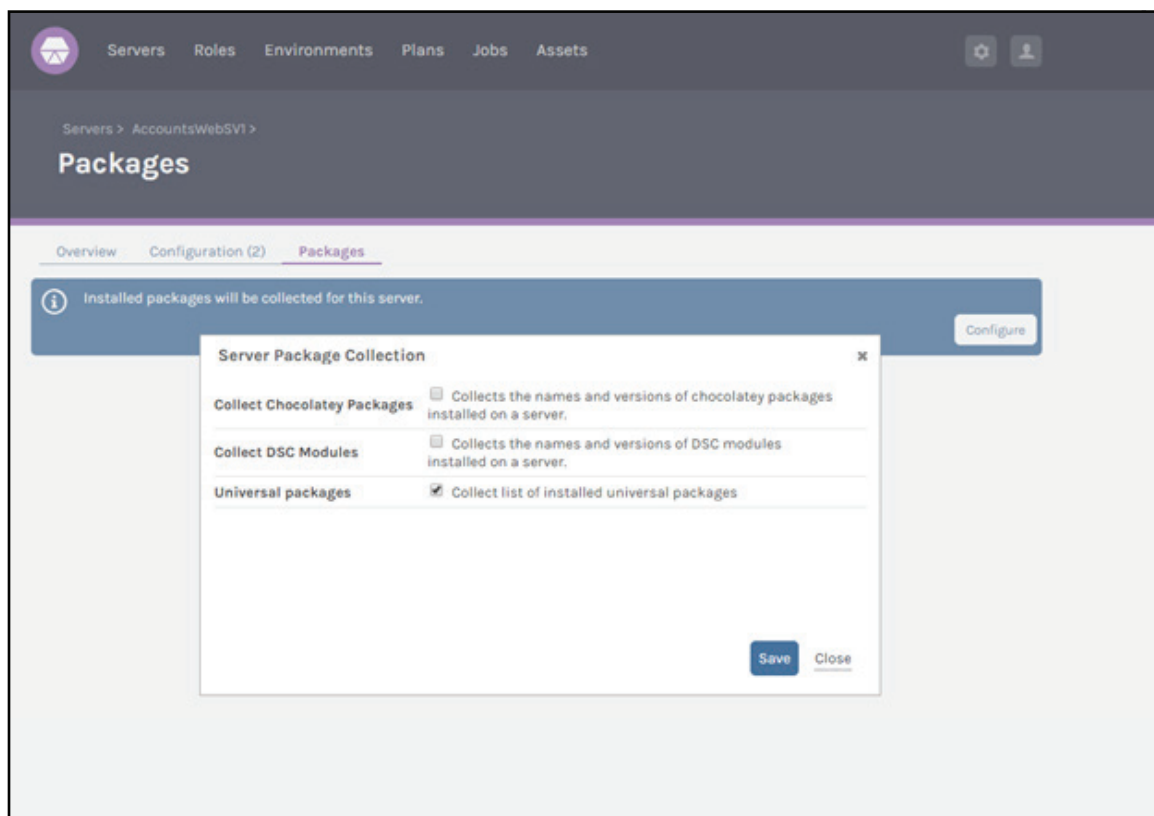 Servers Roles Environments Plans Jobs Assets
Servers > AccountsWebSV1 >
Packages
Overview Configuration (2) Packages
Installed packages will be collected for this server.
Configure
Server Package Collection
Collect Chocolatey Packages Collects the names and versions of chocolatey packages
installed on a server.
Collect DSC Modules Collects the names and versions of DSC modules
installed on a server.
Universal packages Collect list of installed universal packages
Save Close